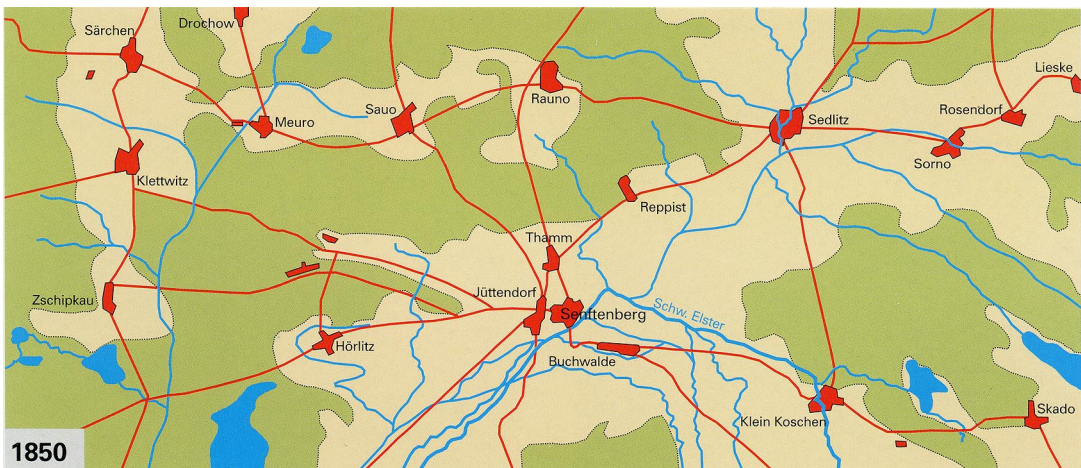 Drochow
Särchen
Lieske
Rauno
Sauo
Rosendorf
Meuro
Sedlitz
Sorno
Klettwitz
Reppist
Thamm
Jüttendorf
Zschipkau
Schw. Elster
Senftenberg
Hörlitz
Buchwalde
Skado
Klein Koschen
1850